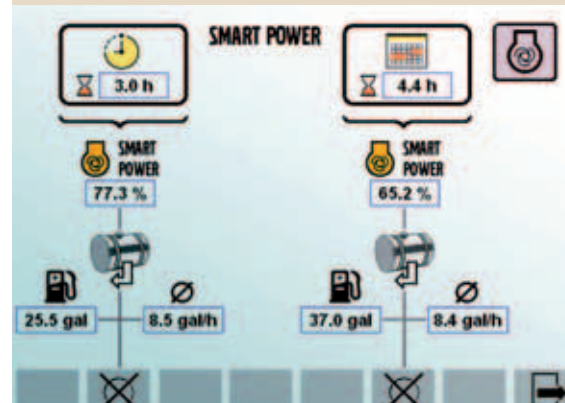 SMART POWER
3.0 h
4.4 h
SMART
POWER
77.3 %
SMART
POWER
65.2 %
25.5 gal
8.5 gal/h
37.0 gal
8.4 gal/h